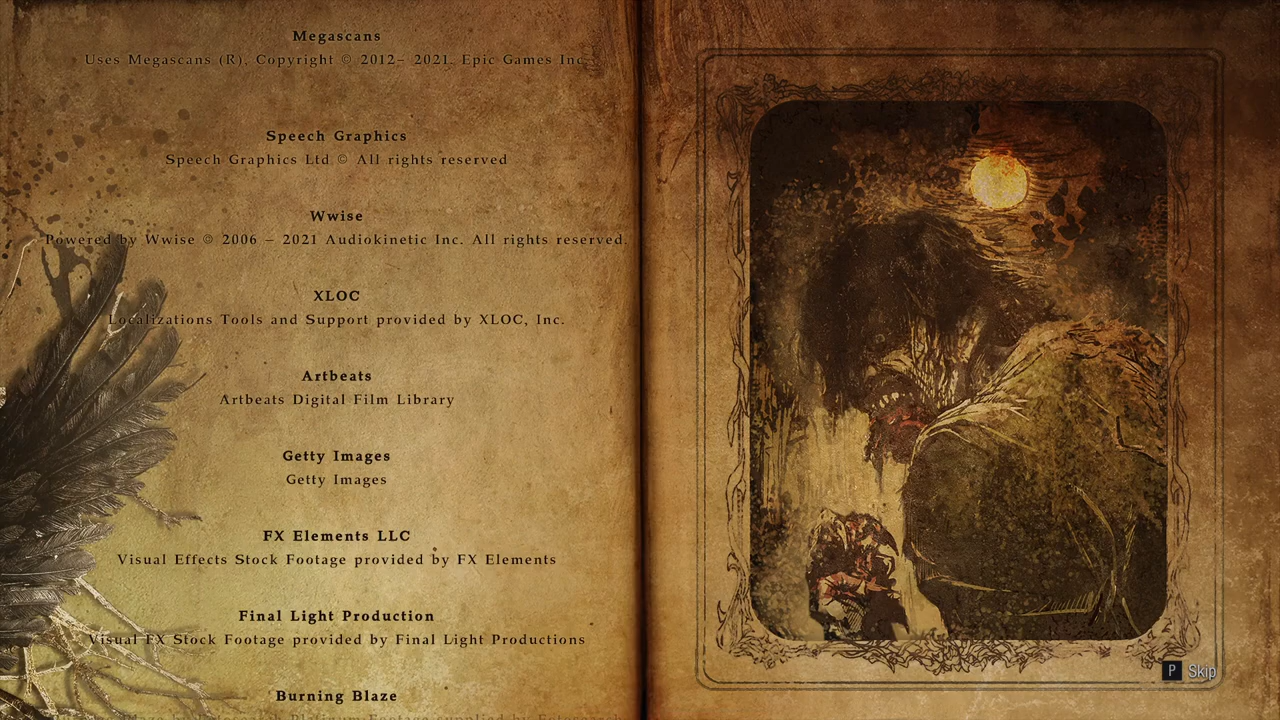 Megascans
Uses Megascans (R), Copyright © 2012– 2021. Epic Games Inc.
Speech Graphics
Speech Graphics Ltd © All rights reserved
Wwise
Powered by Wwise © 2006 – 2021 Audiokinetic Inc. All rights reserved.
XLOC
Localizations Tools and Support provided by XLOC, Inc.
Artbeats
Artbeats Digital Film Library
Getty Images
Getty Images
FX Elements LLC
Visual Effects Stock Footage provided by FX Elements
Final Light Production
Visual FX Stock Footage provided by Final Light Productions
Burning Blaze
P Skip